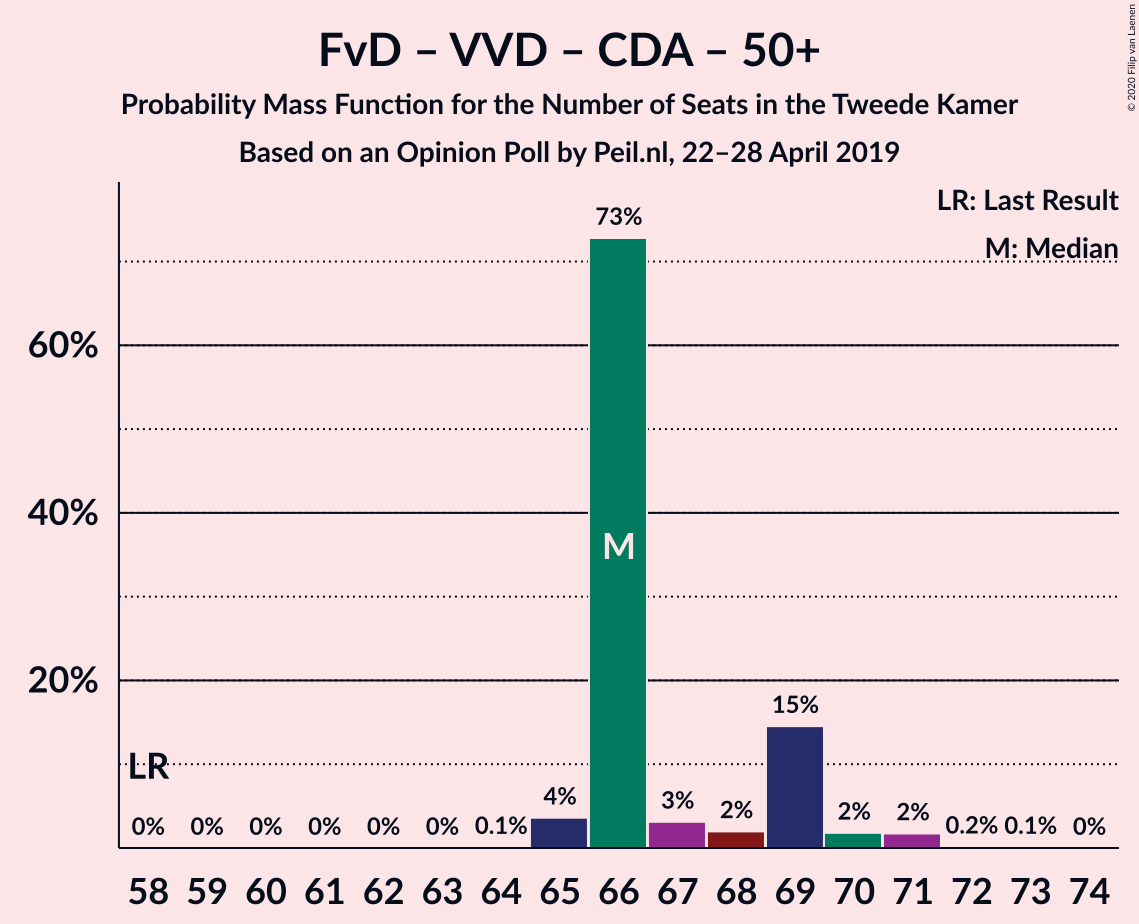 FvD – VVD – CDA – 50+
Probability Mass Function for the Number of Seats in the Tweede Kamer
Based on an Opinion Poll by Peil.nl, 22–28 April 2019
© 2020 Filip van Laenen
LR: Last Result
M: Median
73%
60%
M
40%
20%
15%
LR
4%
3%
2%
2%
2%
0%
0%
0%
0%
0%
0%
0.1%
0.2%
0.1%
0%
58 59 60 61 62 63 64 65 66 67 68 69 70 71 72 73 74